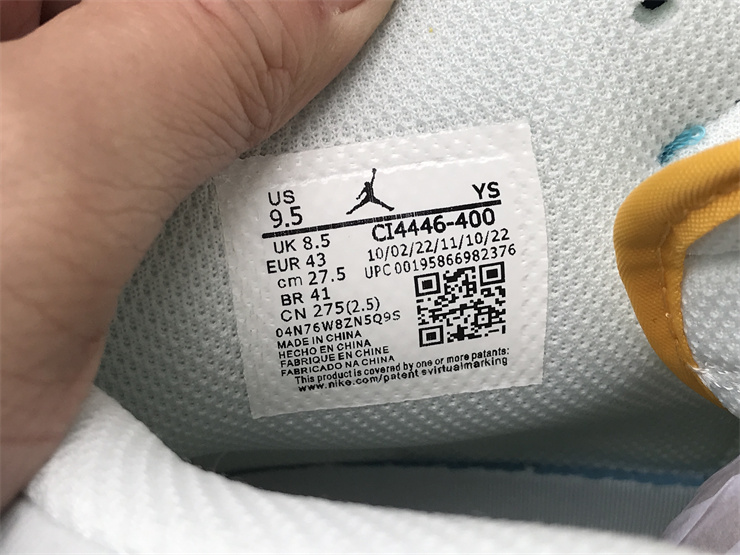 US YS
9.5 CI4446-400
UK 8.5 10/02/22/11/10/22
EUR 43 UPC 00195866982376
cm 27.5
BR 41
CN 275(2.5)
04N76W8ZN5Q9S
MADE IN CHINA
HECHO EN CHINA
FABRIQUE EN CHINE
FABRICADO NA CHINA
This product is covered by one or more patents:
www.nike.com/patent svirtualmarking